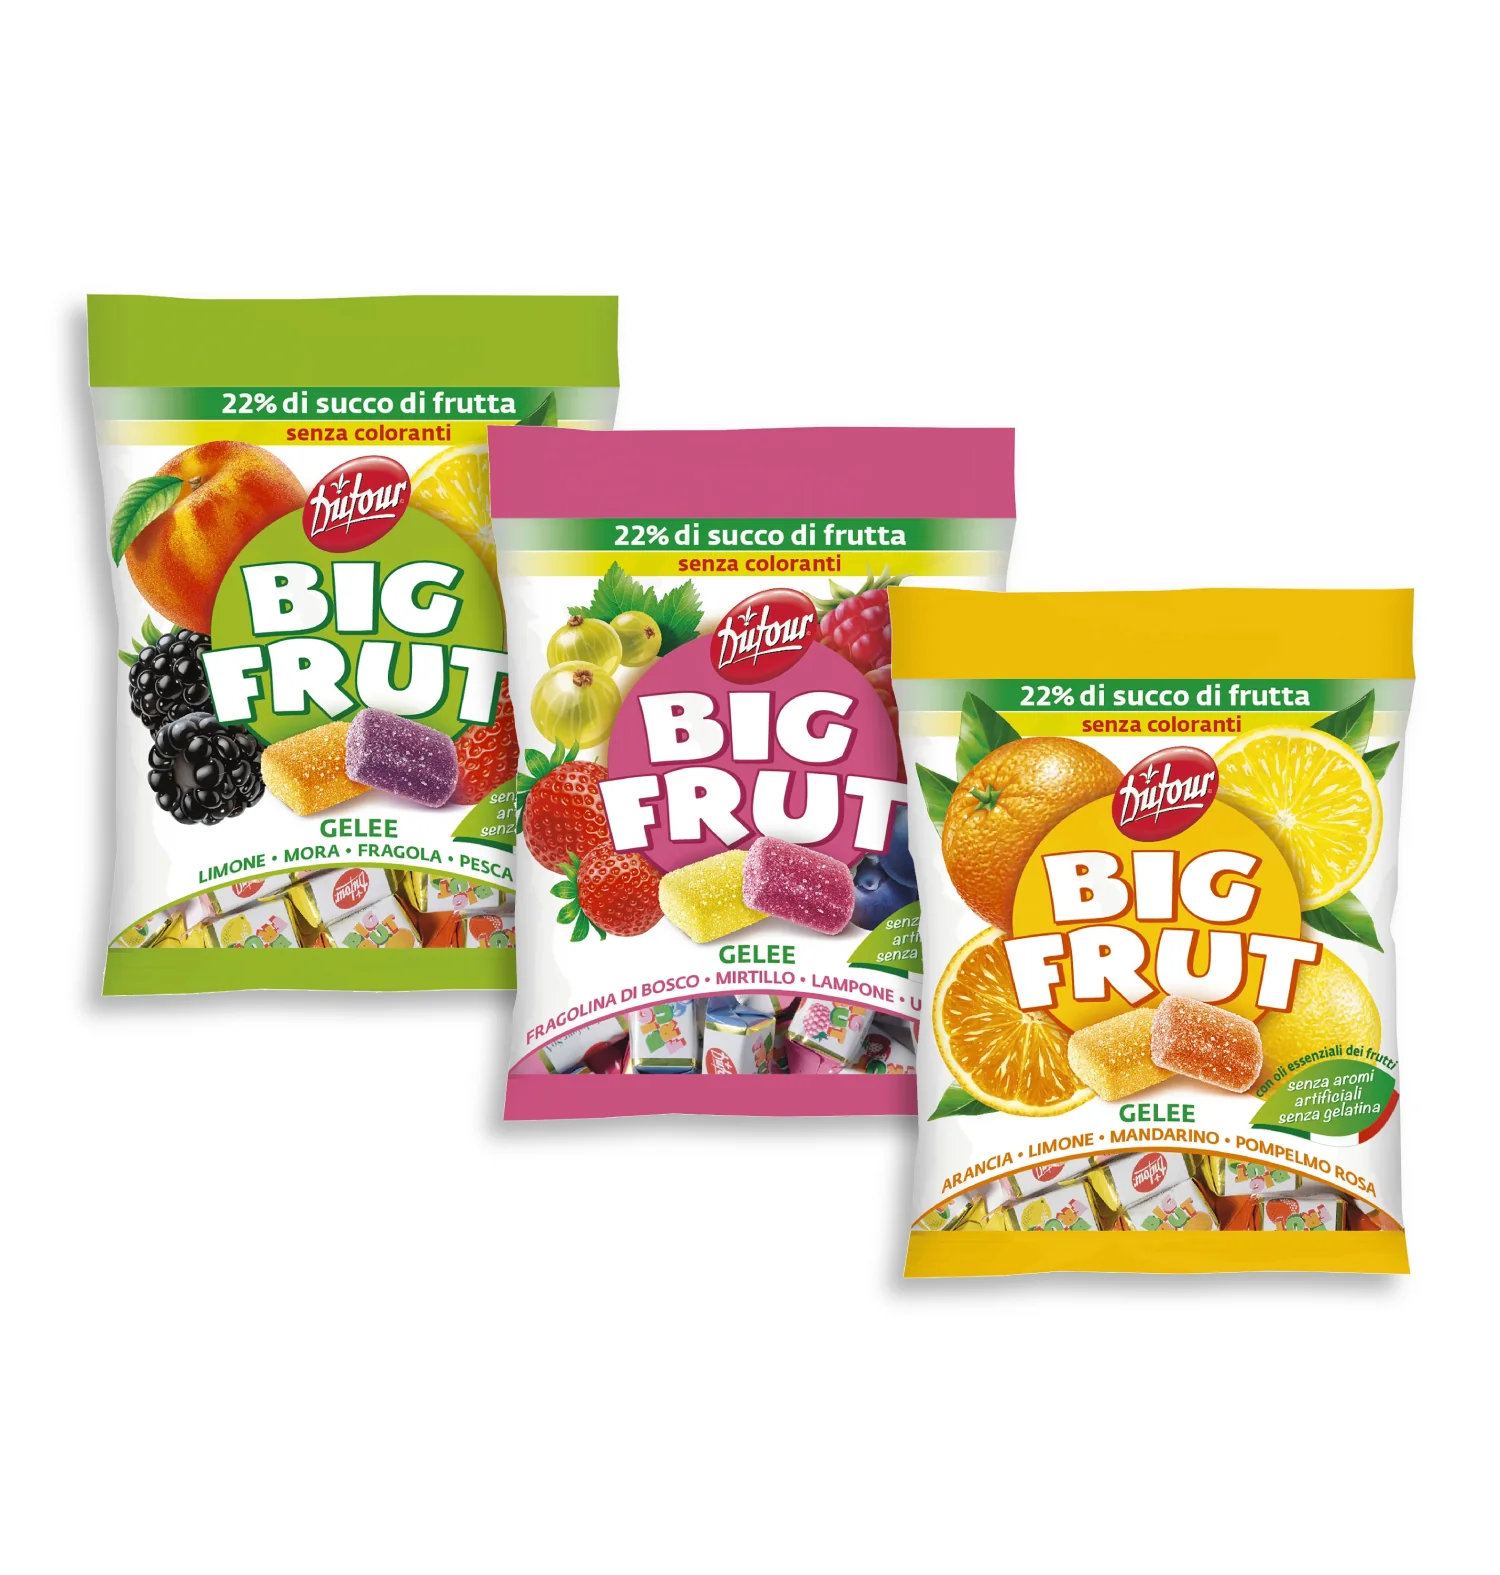 22% di succo di frutta
senza coloranti
Dufour
BIG
FRUT
GELEE
LIMONE • MORA • FRAGOLA • PESCA
22% di succo di frutta
senza coloranti
Dufour
BIG
FRUT
GELEE
FRAGOLINA DI BOSCO • MIRTILLO • LAMPONE •
22% di succo di frutta
senza coloranti
Dufour
BIG
FRUT
con oli essenziali dei frutti
senza aromi
artificiali
senza gelatina
GELEE
ARANCIA • LIMONE • MANDARINO • POMPELMO ROSA